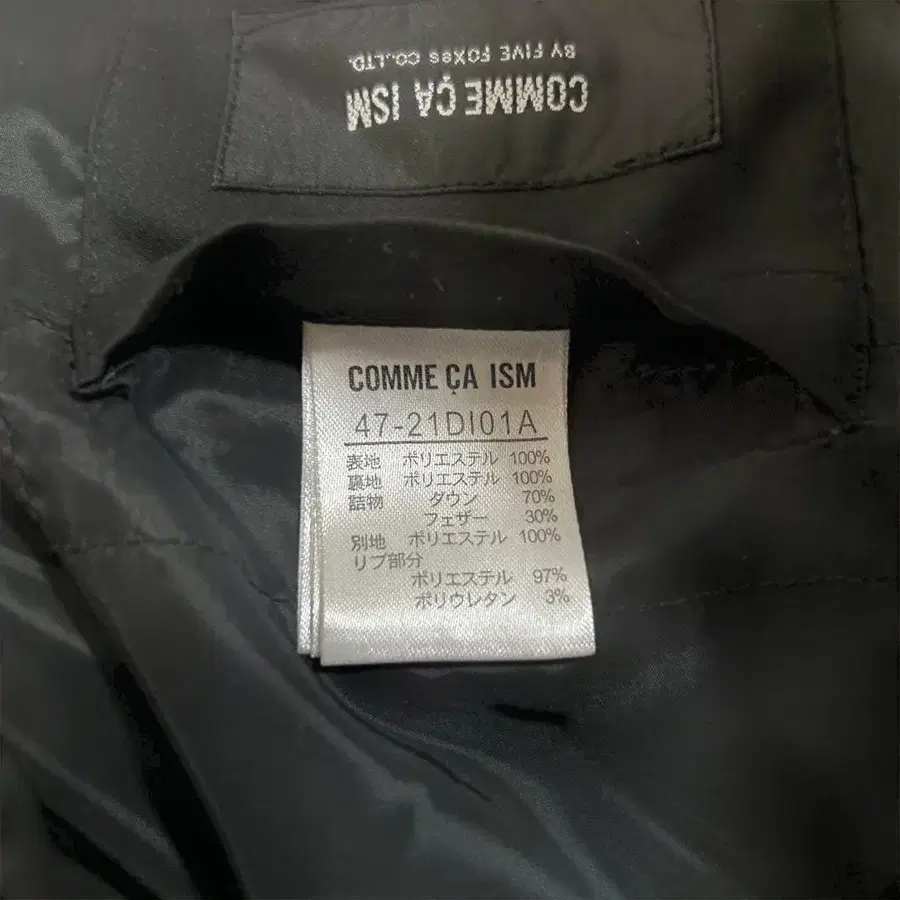 COMME ÇA ISM
BY FIVE FOXes CO.,LTD.
COMME ÇA ISM
47-21DI01A
表地 ポリエステル 100%
裏地 ポリエステル 100%
詰物 ダウン 70%
フェザー 30%
別地 ポリエステル 100%
リブ部分
ポリエステル 97%
ポリウレタン 3%